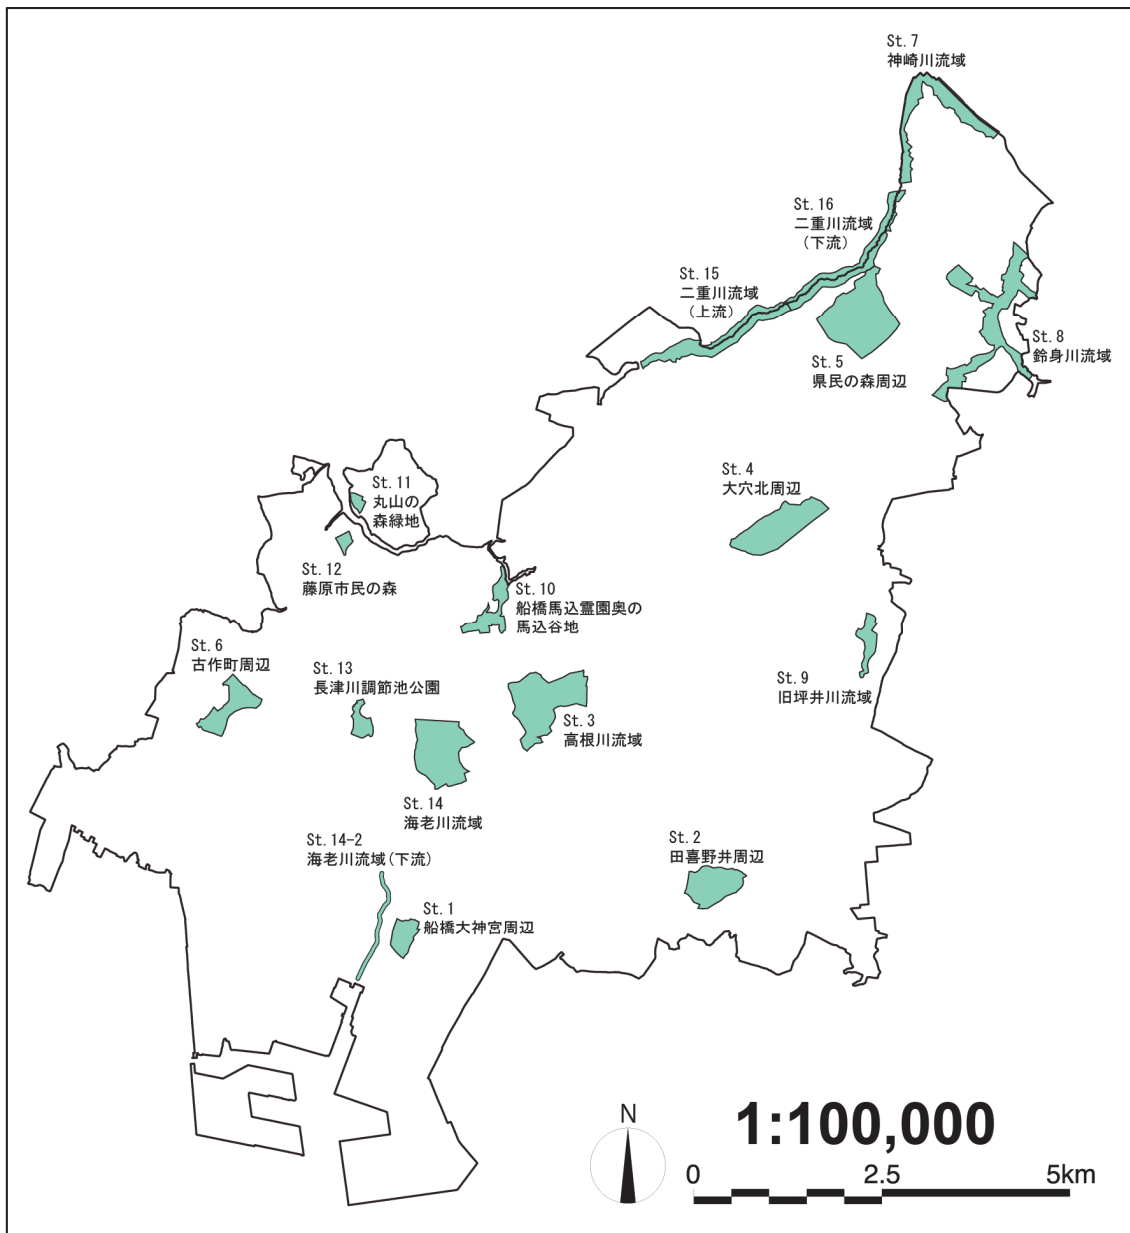 St.7
神崎川流域
St.16
二重川流域
（下流）
St.15
二重川流域
（上流）
St.8
鈴身川流域
St.5
県民の森周辺
St.4
大穴北周辺
St.11
丸山の
森緑地
St.12
藤原市民の森
St.10
船橋馬込霊園奥の
馬込谷地
St.6
古作町周辺
St.13
長津川調節池公園
St.9
旧坪井川流域
St.3
高根川流域
St.14
海老川流域
St.14-2
海老川流域(下流)
St.2
田喜野井周辺
St.1
船橋大神宮周辺
N
1:100,000
0 2.5 5km